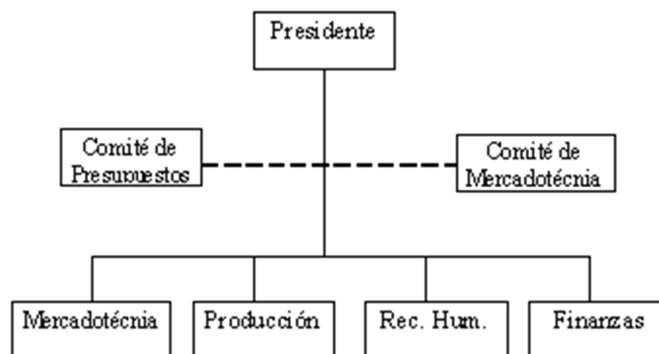 Presidente
Comité de
Presupuestos
Comité de
Mercadotécnia
Mercadotécnia
Producción
Rec. Hum.
Finanzas